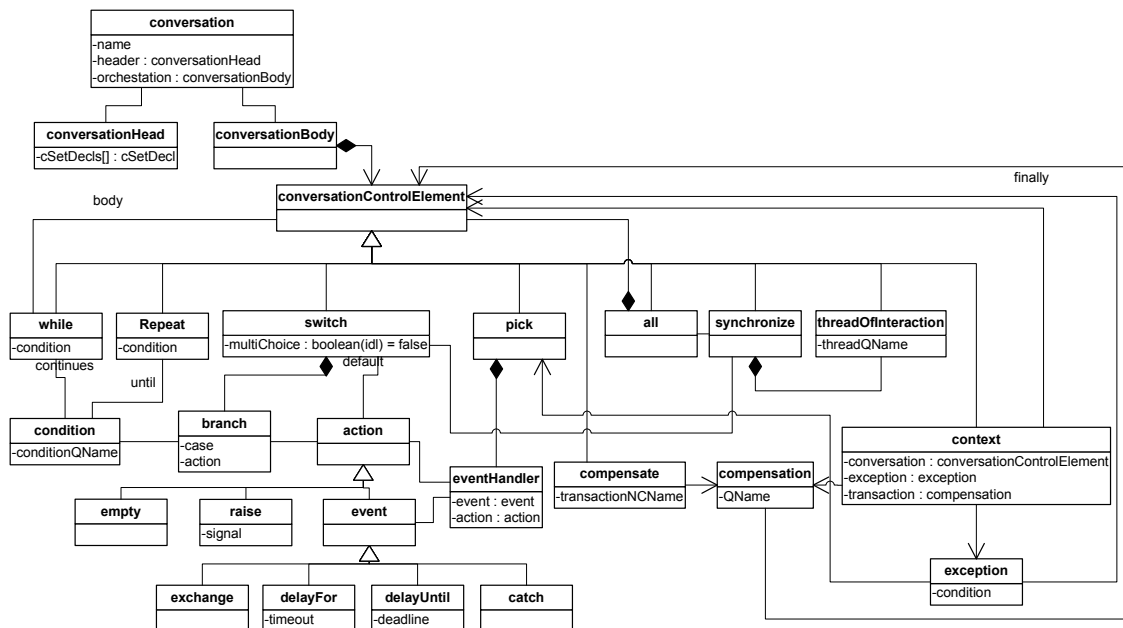 conversation
-name
-header : conversationHead
-orchestation : conversationBody
conversationHead
-cSetDecls[] : cSetDecl
conversationBody
finally
conversationControlElement
body
while
-condition
Repeat
-condition
switch
-multiChoice : boolean(idl) = false
pick
all
synchronize
threadOfInteraction
-threadQName
continues
default
until
condition
-conditionQName
branch
-case
-action
action
context
-conversation : conversationControlElement
-exception : exception
-transaction : compensation
eventHandler
-event : event
-action : action
compensate
-transactionNCName
compensation
-QName
empty
raise
-signal
event
exception
-condition
exchange
delayFor
-timeout
delayUntil
-deadline
catch